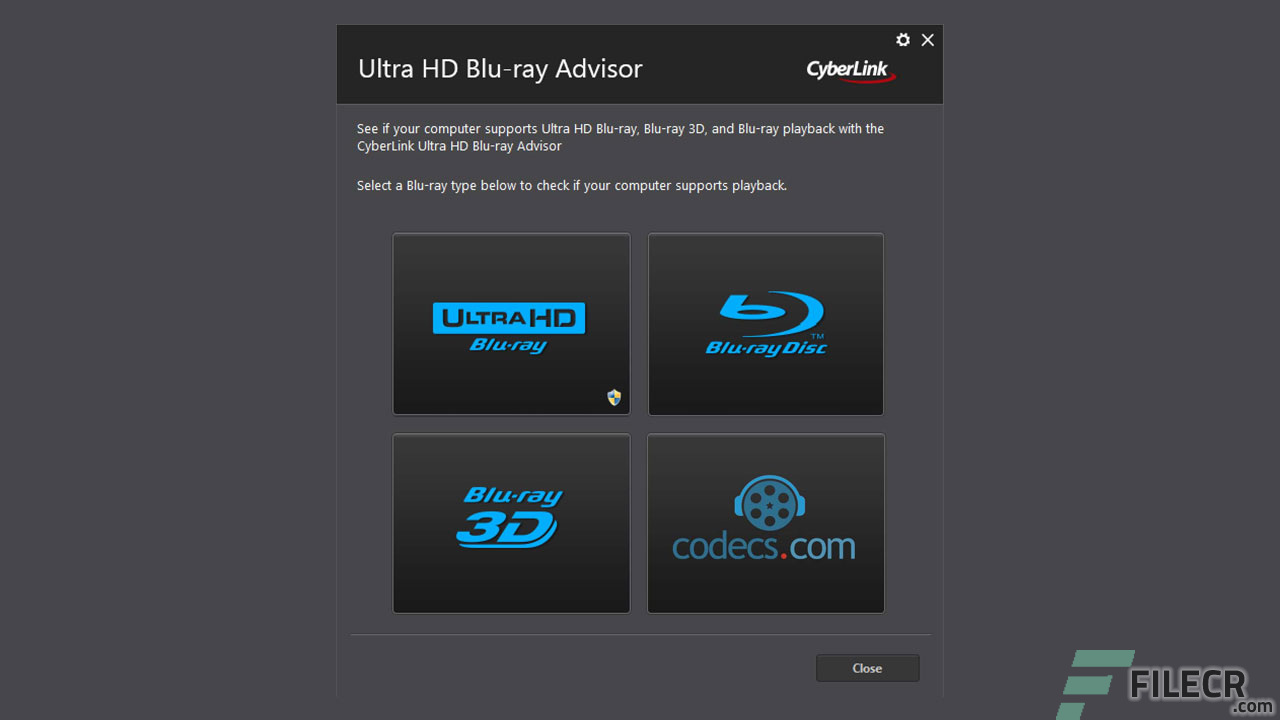 Ultra HD Blu-ray Advisor
CyberLink
See if your computer supports Ultra HD Blu-ray, Blu-ray 3D, and Blu-ray playback with the
CyberLink Ultra HD Blu-ray Advisor
Select a Blu-ray type below to check if your computer supports playback.
ULTRA HD
Blu-ray
TM
Blu-ray Disc
Blu-ray
3D
codecs.com
Close
FILECR
.com